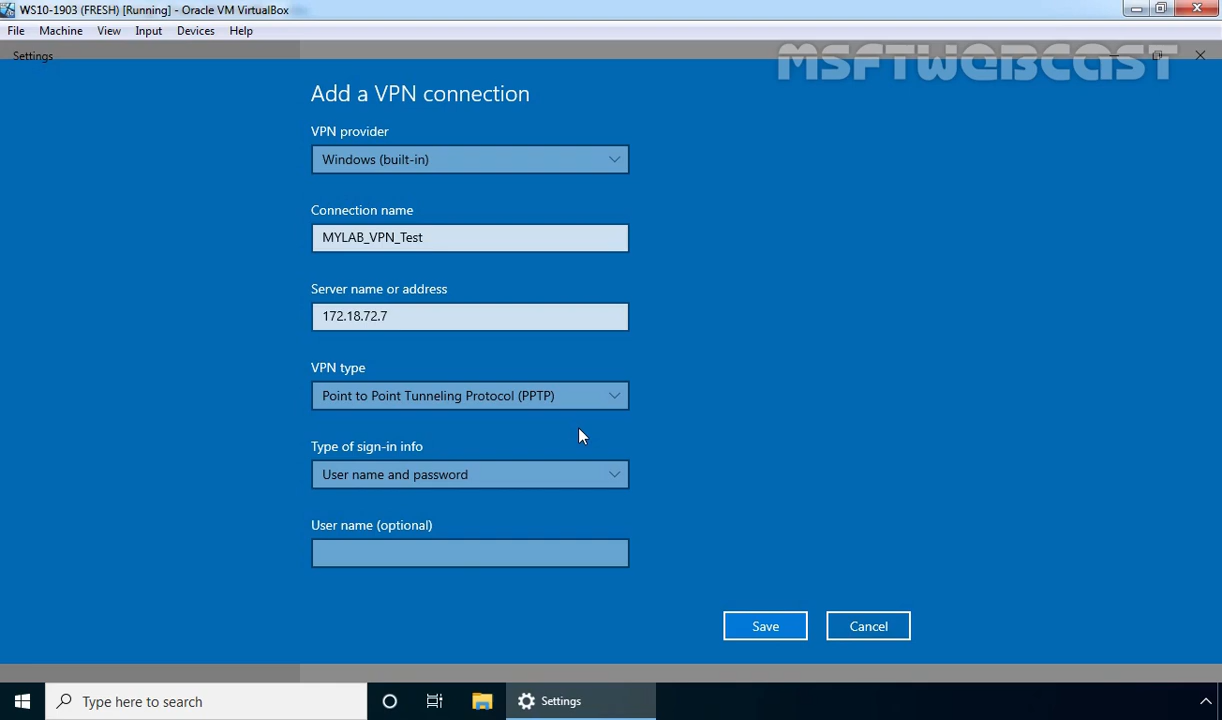 WS10-1903 (FRESH) [Running] - Oracle VM VirtualBox
File Machine View Input Devices Help
Settings
MSFTWEBCAST
Add a VPN connection
VPN provider
Windows (built-in)
Connection name
MYLAB_VPN_Test
Server name or address
172.18.72.7
VPN type
Point to Point Tunneling Protocol (PPTP)
Type of sign-in info
User name and password
User name (optional)
Save Cancel
Type here to search
Settings